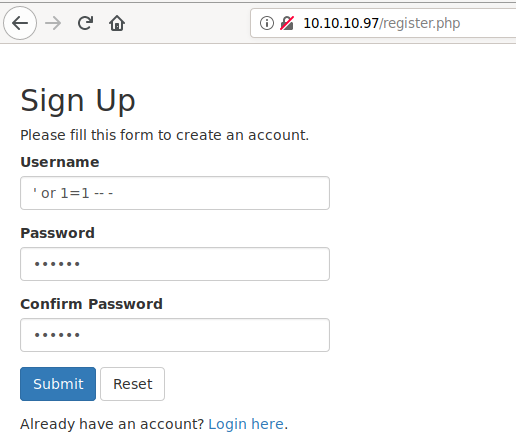 10.10.10.97/register.php
Sign Up
Please fill this form to create an account.
Username
' or 1=1 -- -
Password
••••••
Confirm Password
••••••
Submit Reset
Already have an account? Login here.